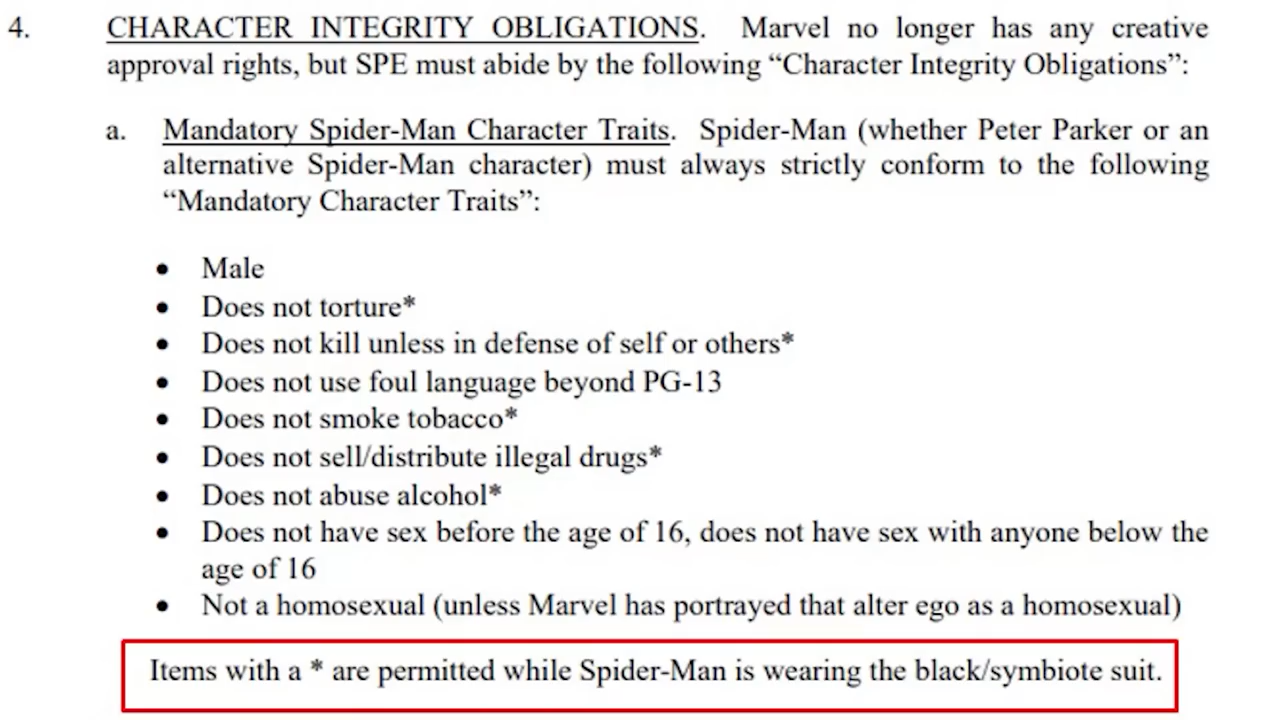 4. CHARACTER INTEGRITY OBLIGATIONS. Marvel no longer has any creative
approval rights, but SPE must abide by the following “Character Integrity Obligations”:
a. Mandatory Spider-Man Character Traits. Spider-Man (whether Peter Parker or an
alternative Spider-Man character) must always strictly conform to the following
“Mandatory Character Traits”:
• Male
• Does not torture*
• Does not kill unless in defense of self or others*
• Does not use foul language beyond PG-13
• Does not smoke tobacco*
• Does not sell/distribute illegal drugs*
• Does not abuse alcohol*
• Does not have sex before the age of 16, does not have sex with anyone below the
age of 16
• Not a homosexual (unless Marvel has portrayed that alter ego as a homosexual)
Items with a * are permitted while Spider-Man is wearing the black/symbiote suit.